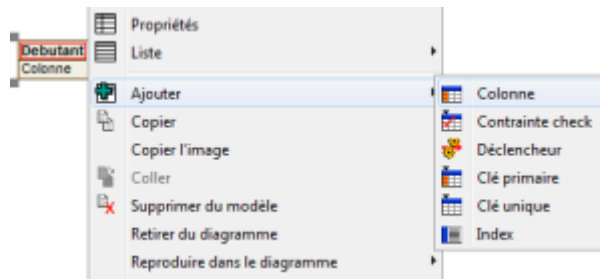 Propriétés
Debutant
Liste
Colonne
Ajouter
Colonne
Copier
Contrainte check
Copier l'image
Déclencheur
Coller
Clé primaire
Supprimer du modèle
Clé unique
Retirer du diagramme
Index
Reproduire dans le diagramme